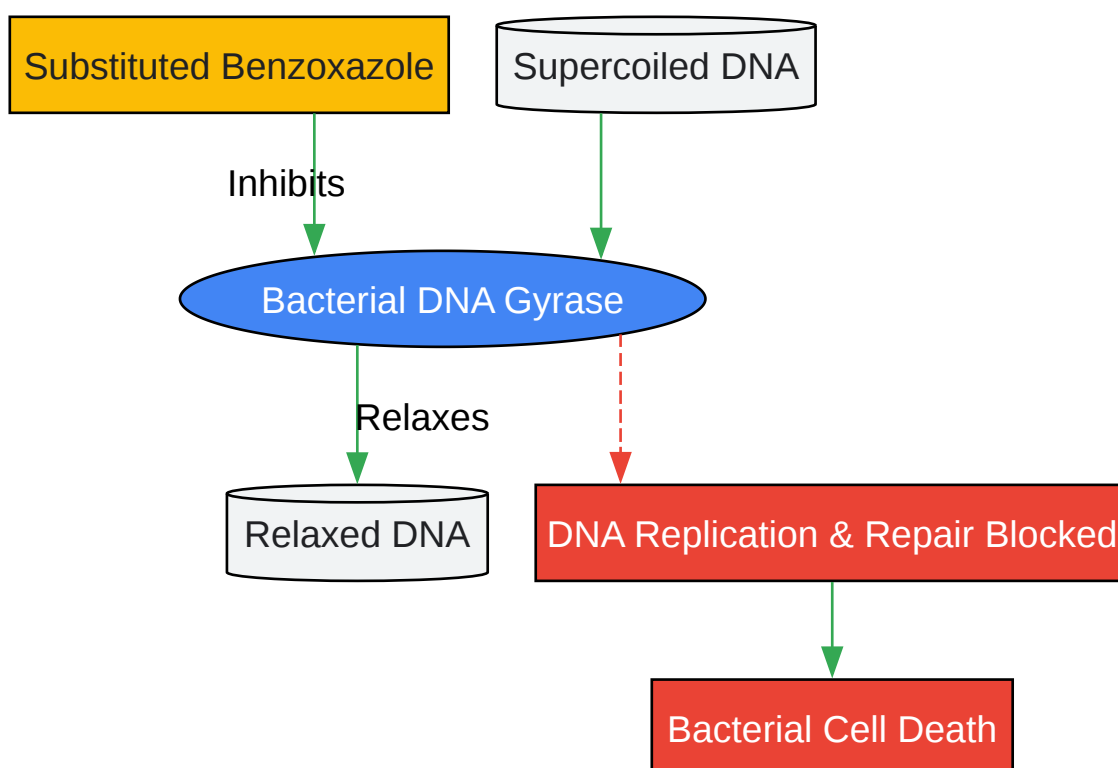 Substituted Benzoxazole
Supercoiled DNA
Inhibits
Bacterial DNA Gyrase
Relaxes
Relaxed DNA
DNA Replication & Repair Blocked
Bacterial Cell Death